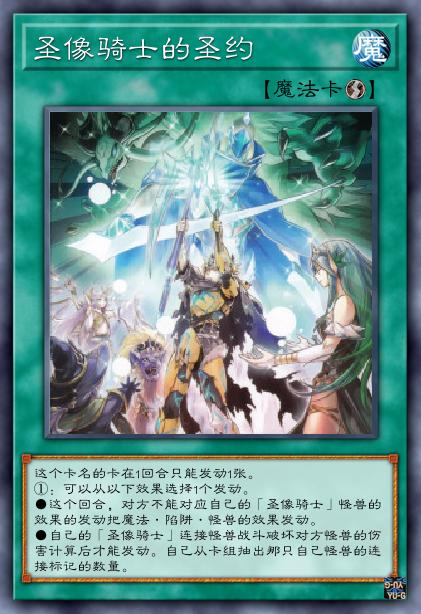 圣像骑士的圣约
魔
【魔法卡】
这个卡名的卡在1回合只能发动1张。
①：可以从以下效果选择1个发动。
●这个回合，对方不能对应自己的「圣像骑士」怪兽的
效果的发动把魔法·陷阱·怪兽的效果发动。
●自己的「圣像骑士」连接怪兽战斗破坏对方怪兽的伤
害计算后才能发动。自己从卡组抽出那只自己怪兽的连
接标记的数量。